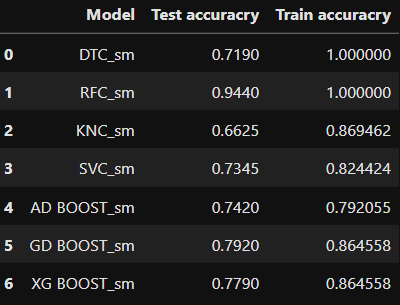 Model Test accuracry Train accuracry
0 DTC_sm 0.7190 1.000000
1 RFC_sm 0.9440 1.000000
2 KNC_sm 0.6625 0.869462
3 SVC_sm 0.7345 0.824424
4 AD BOOST_sm 0.7420 0.792055
5 GD BOOST_sm 0.7920 0.864558
6 XG BOOST_sm 0.7790 0.864558